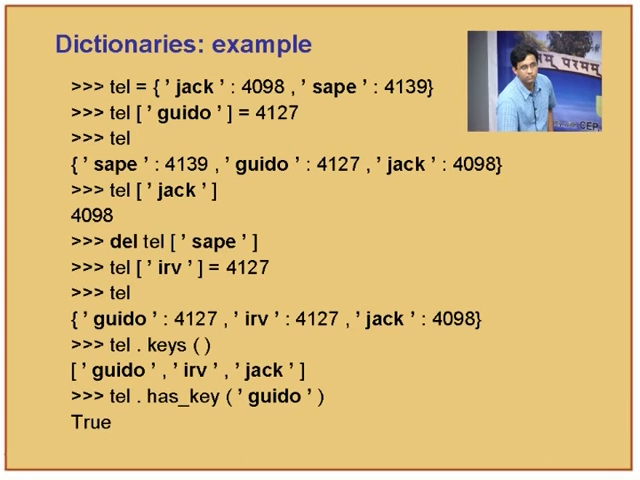 Dictionaries: example
>>> tel = { ’ jack ’ : 4098 , ’ sape ’ : 4139}
>>> tel [ ’ guido ’ ] = 4127
>>> tel
{ ’ sape ’ : 4139 , ’ guido ’ : 4127 , ’ jack ’ : 4098}
>>> tel [ ’ jack ’ ]
4098
>>> del tel [ ’ sape ’ ]
>>> tel [ ’ irv ’ ] = 4127
>>> tel
{ ’ guido ’ : 4127 , ’ irv ’ : 4127 , ’ jack ’ : 4098}
>>> tel . keys ( )
[ ’ guido ’ , ’ irv ’ , ’ jack ’ ]
>>> tel . has_key ( ’ guido ’ )
True
परमम्
CEP